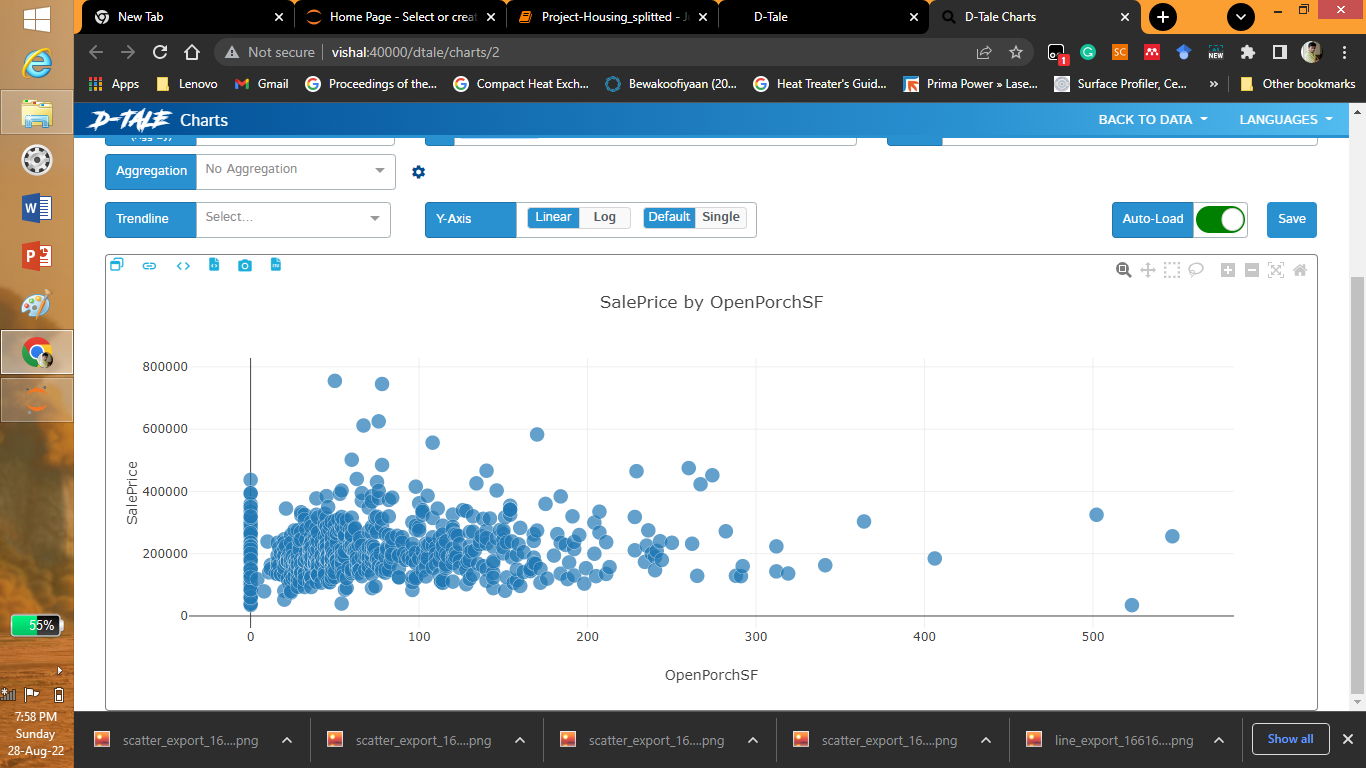 New Tab
Home Page - Select or creat
Project-Housing_splitted - J
D-Tale
D-Tale Charts
Not secure | vishal:40000/dtale/charts/2
1
SC
NEW
Apps
Lenovo
Gmail
Proceedings of the...
Compact Heat Exch...
Bewakoofiyaan (20...
Heat Treater's Guid...
Prima Power » Lase...
Surface Profiler, Ce...
»
Other bookmarks
D-TALE Charts
BACK TO DATA
LANGUAGES
Aggregation
No Aggregation
Trendline
Select...
Y-Axis
Linear
Log
Default
Single
Auto-Load
Save
SalePrice by OpenPorchSF
800000
600000
400000
200000
0
SalePrice
0
100
200
300
400
500
OpenPorchSF
55%
7:58 PM
Sunday
28-Aug-22
scatter_export_16....png
scatter_export_16....png
scatter_export_16....png
scatter_export_16....png
line_export_16616....png
Show all